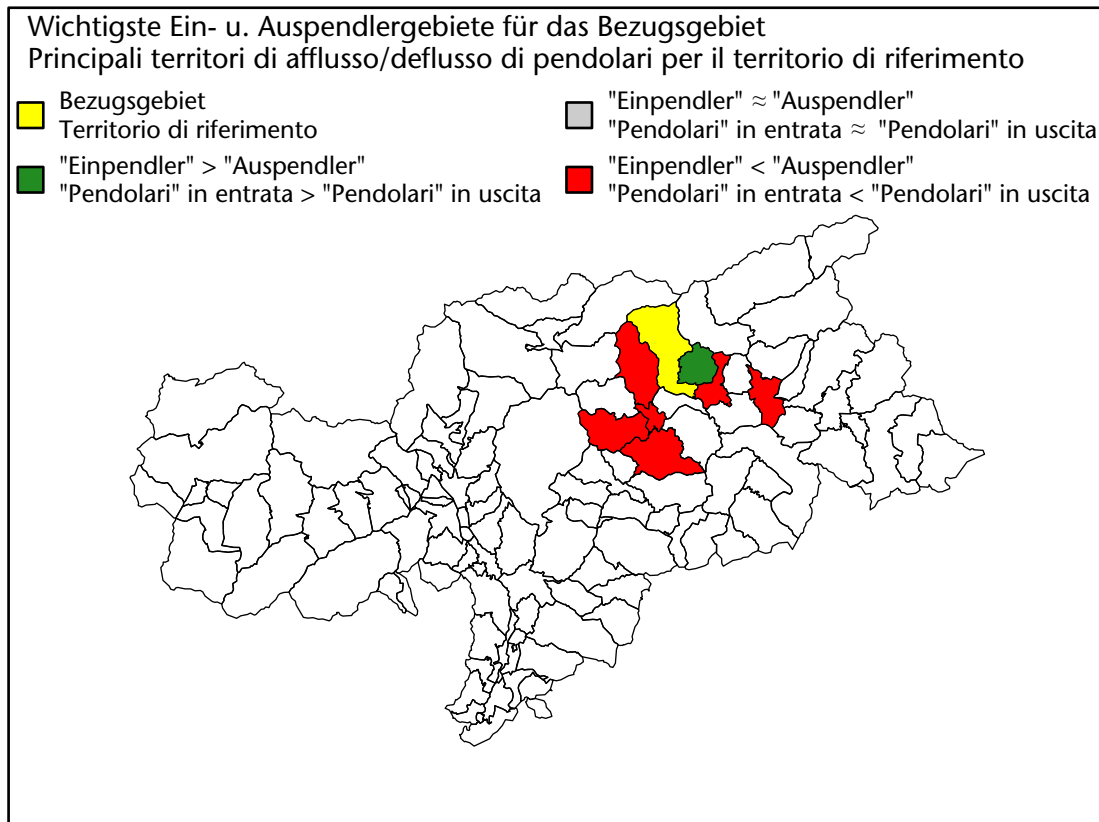 Wichtigste Ein- u. Auspendlergebiete für das Bezugsgebiet
Principali territori di afflusso/deflusso di pendolari per il territorio di riferimento
Bezugsgebiet
Territorio di riferimento
"Einpendler" > "Auspendler"
"Pendolari" in entrata > "Pendolari" in uscita
"Einpendler" ≈ "Auspendler"
"Pendolari" in entrata ≈ "Pendolari" in uscita
"Einpendler" < "Auspendler"
"Pendolari" in entrata < "Pendolari" in uscita